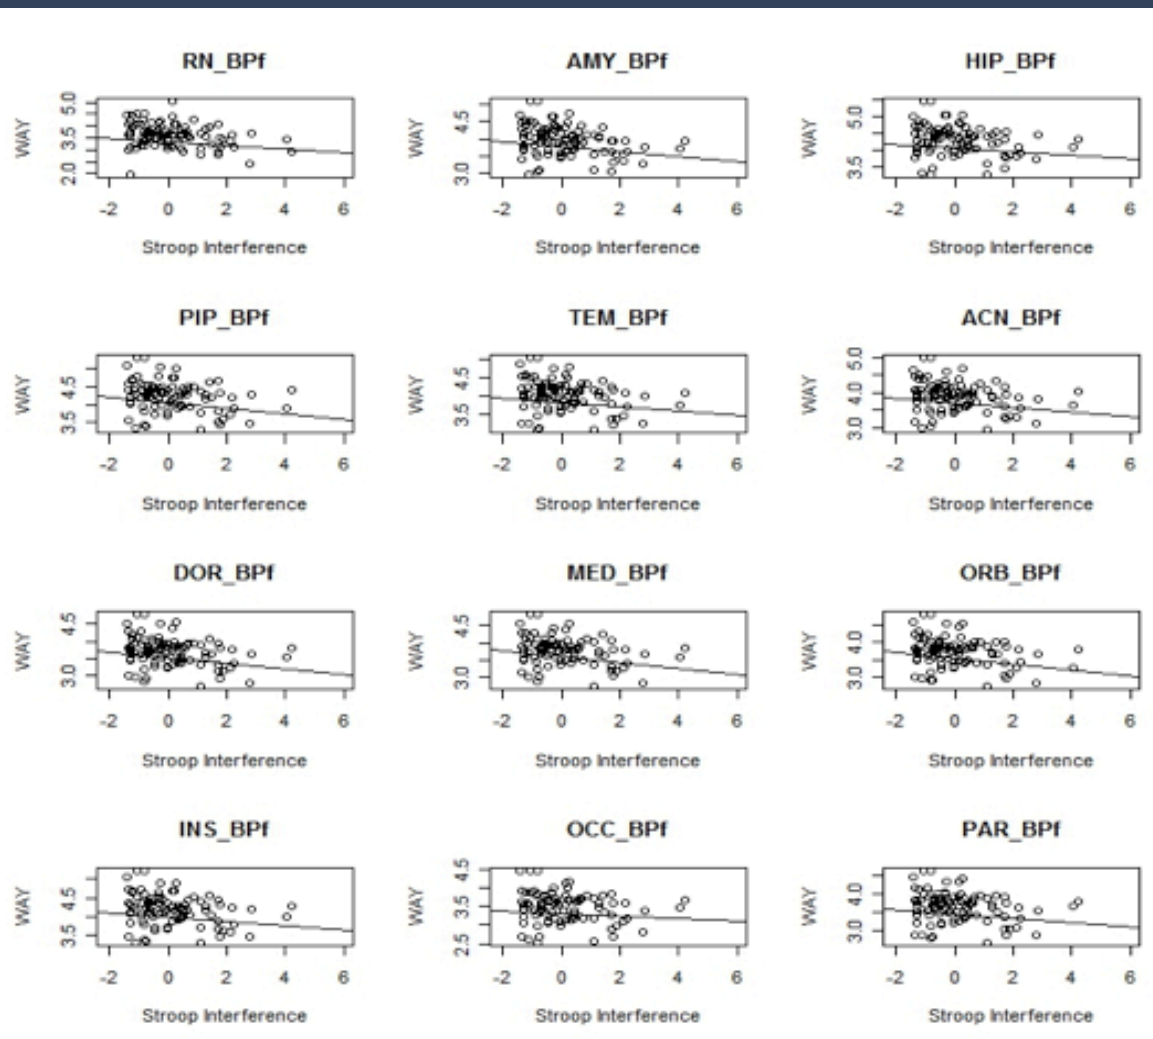 RN_BPf AMY_BPf HIP_BPf
WAY 2.0 3.5 5.0 WAY 3.0 4.5 WAY 3.5 5.0
-2 0 2 4 6 -2 0 2 4 6 -2 0 2 4 6
Stroop Interference Stroop Interference Stroop Interference
PIP_BPf TEM_BPf ACN_BPf
WAY 3.5 4.5 WAY 3.5 4.5 WAY 3.0 4.0 5.0
-2 0 2 4 6 -2 0 2 4 6 -2 0 2 4 6
Stroop Interference Stroop Interference Stroop Interference
DOR_BPf MED_BPf ORB_BPf
WAY 3.0 4.5 WAY 3.0 4.5 WAY 3.0 4.0
-2 0 2 4 6 -2 0 2 4 6 -2 0 2 4 6
Stroop Interference Stroop Interference Stroop Interference
INS_BPf OCC_BPf PAR_BPf
WAY 3.5 4.5 WAY 2.5 3.5 4.5 WAY 3.0 4.0
-2 0 2 4 6 -2 0 2 4 6 -2 0 2 4 6
Stroop Interference Stroop Interference Stroop Interference